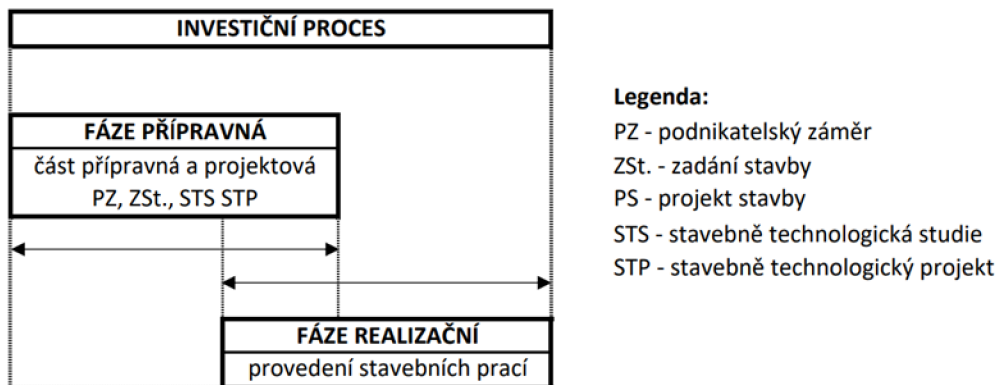 INVESTIČNÍ PROCES
FÁZE PŘÍPRAVNÁ
část přípravná a projektová
PZ, ZSt., STS STP
FÁZE REALIZAČNÍ
provedení stavebních prací
Legenda:
PZ - podnikatelský záměr
ZSt. - zadání stavby
PS - projekt stavby
STS - stavebně technologická studie
STP - stavebně technologický projekt